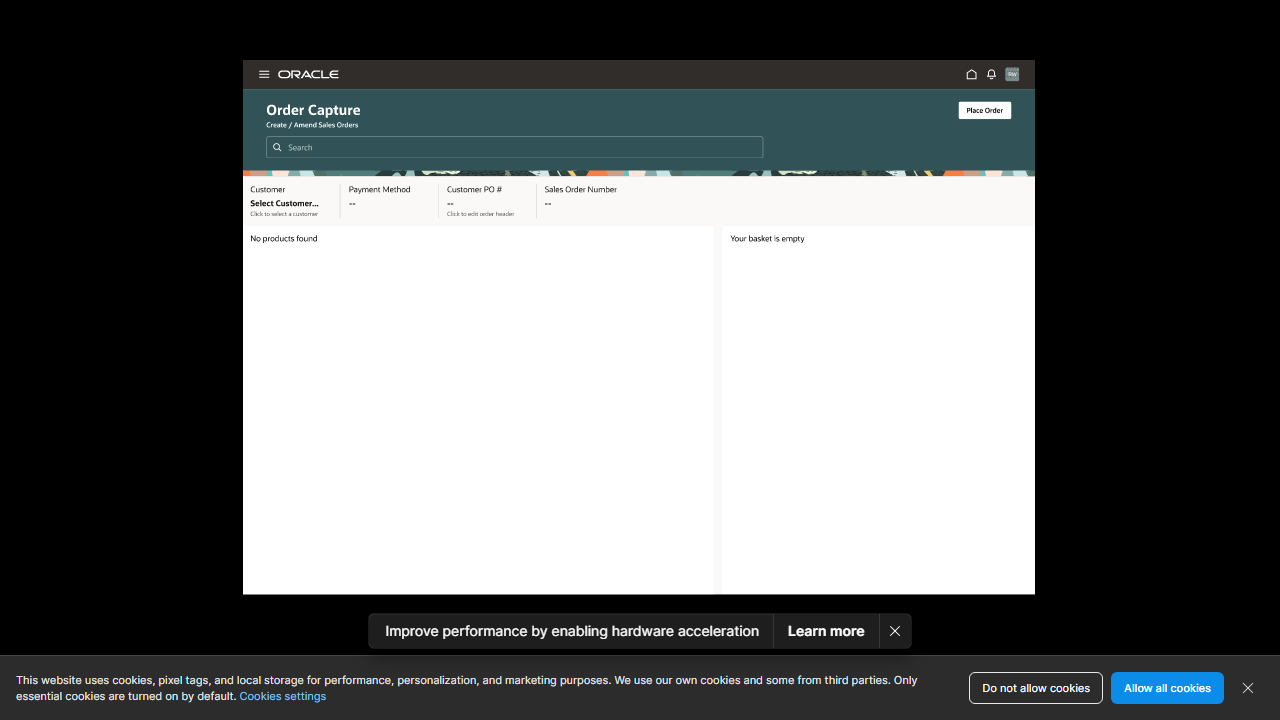 ORACLE
RW
Order Capture
Place Order
Create / Amend Sales Orders
Search
Customer
Payment Method
Customer PO #
Sales Order Number
Select Customer...
--
--
--
Click to select a customer
Click to edit order header
No products found
Your basket is empty
Improve performance by enabling hardware acceleration
Learn more
This website uses cookies, pixel tags, and local storage for performance, personalization, and marketing purposes. We use our own cookies and some from third parties. Only
essential cookies are turned on by default. Cookies settings
Do not allow cookies
Allow all cookies